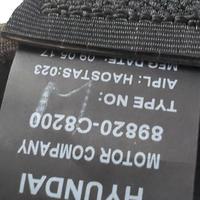 HYUNDAI
MOTOR COMPANY
89820-C8200
TYPE NO:
AIPL: HAOSTAS:023
MFG DATE: 09.05.17
M